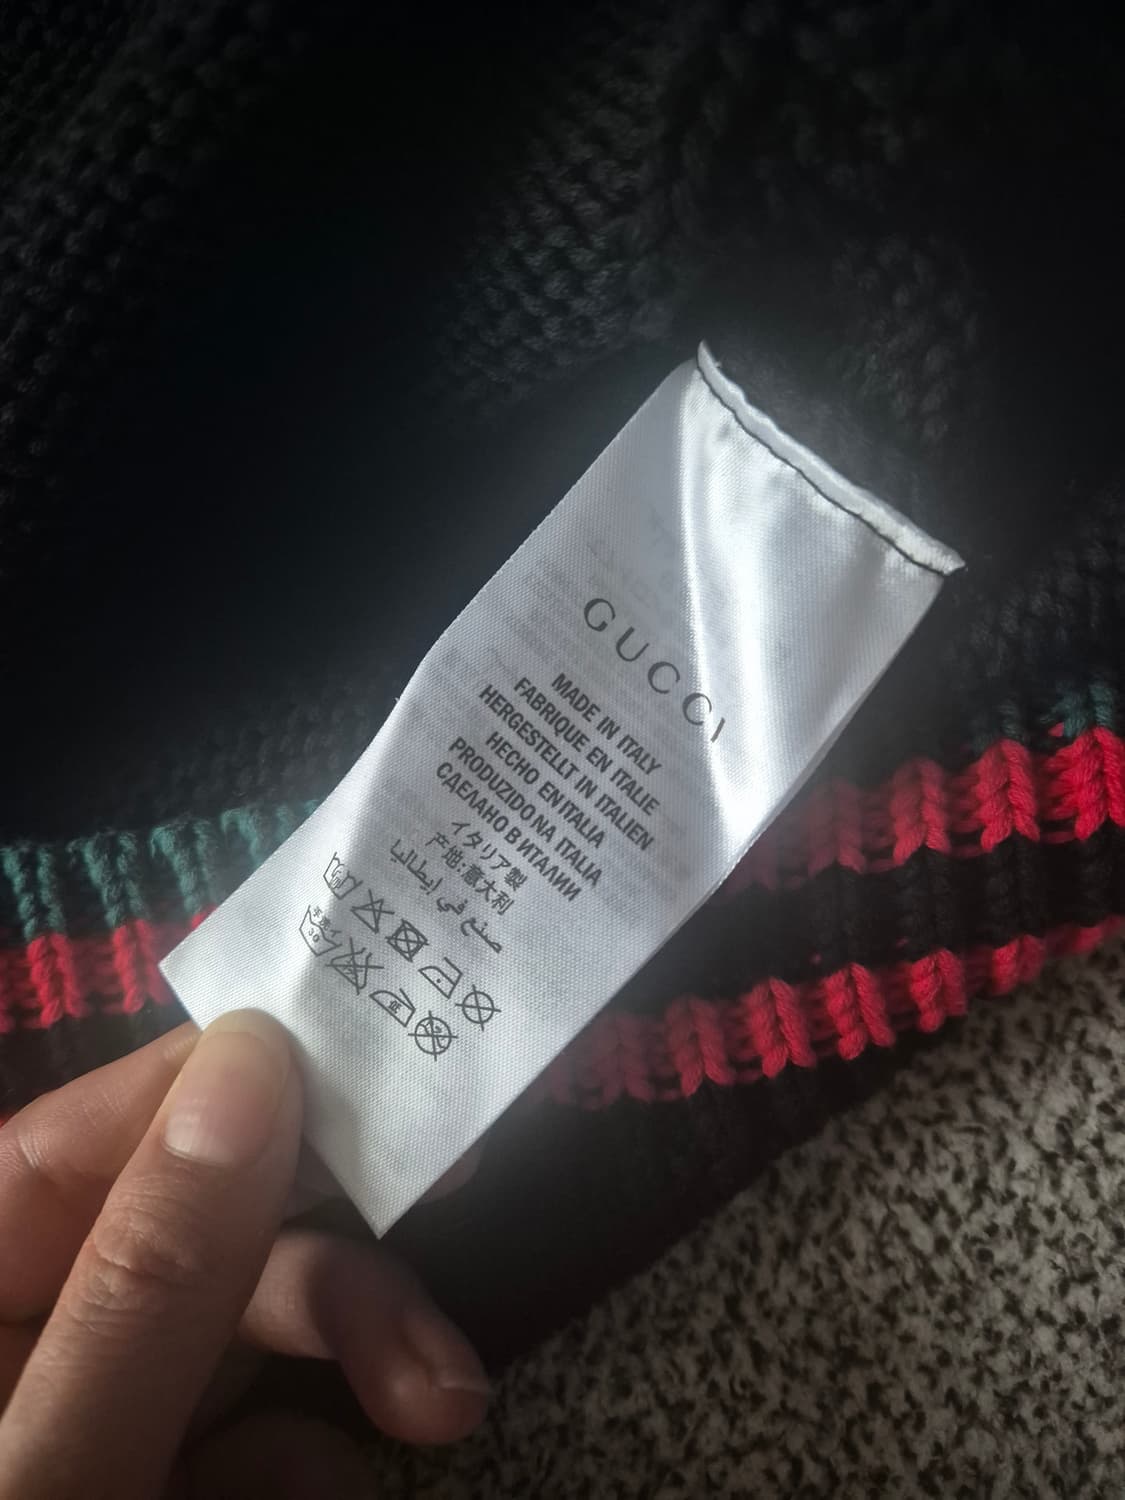 GUCCI
MADE IN ITALY
FABRIQUE EN ITALIE
HERGESTELLT IN ITALIEN
HECHO EN ITALIA
PRODUZIDO NA ITALIA
СДЕЛАНО В ИТАЛИИ
イタリア製
产地:意大利
صنع في إيطاليا